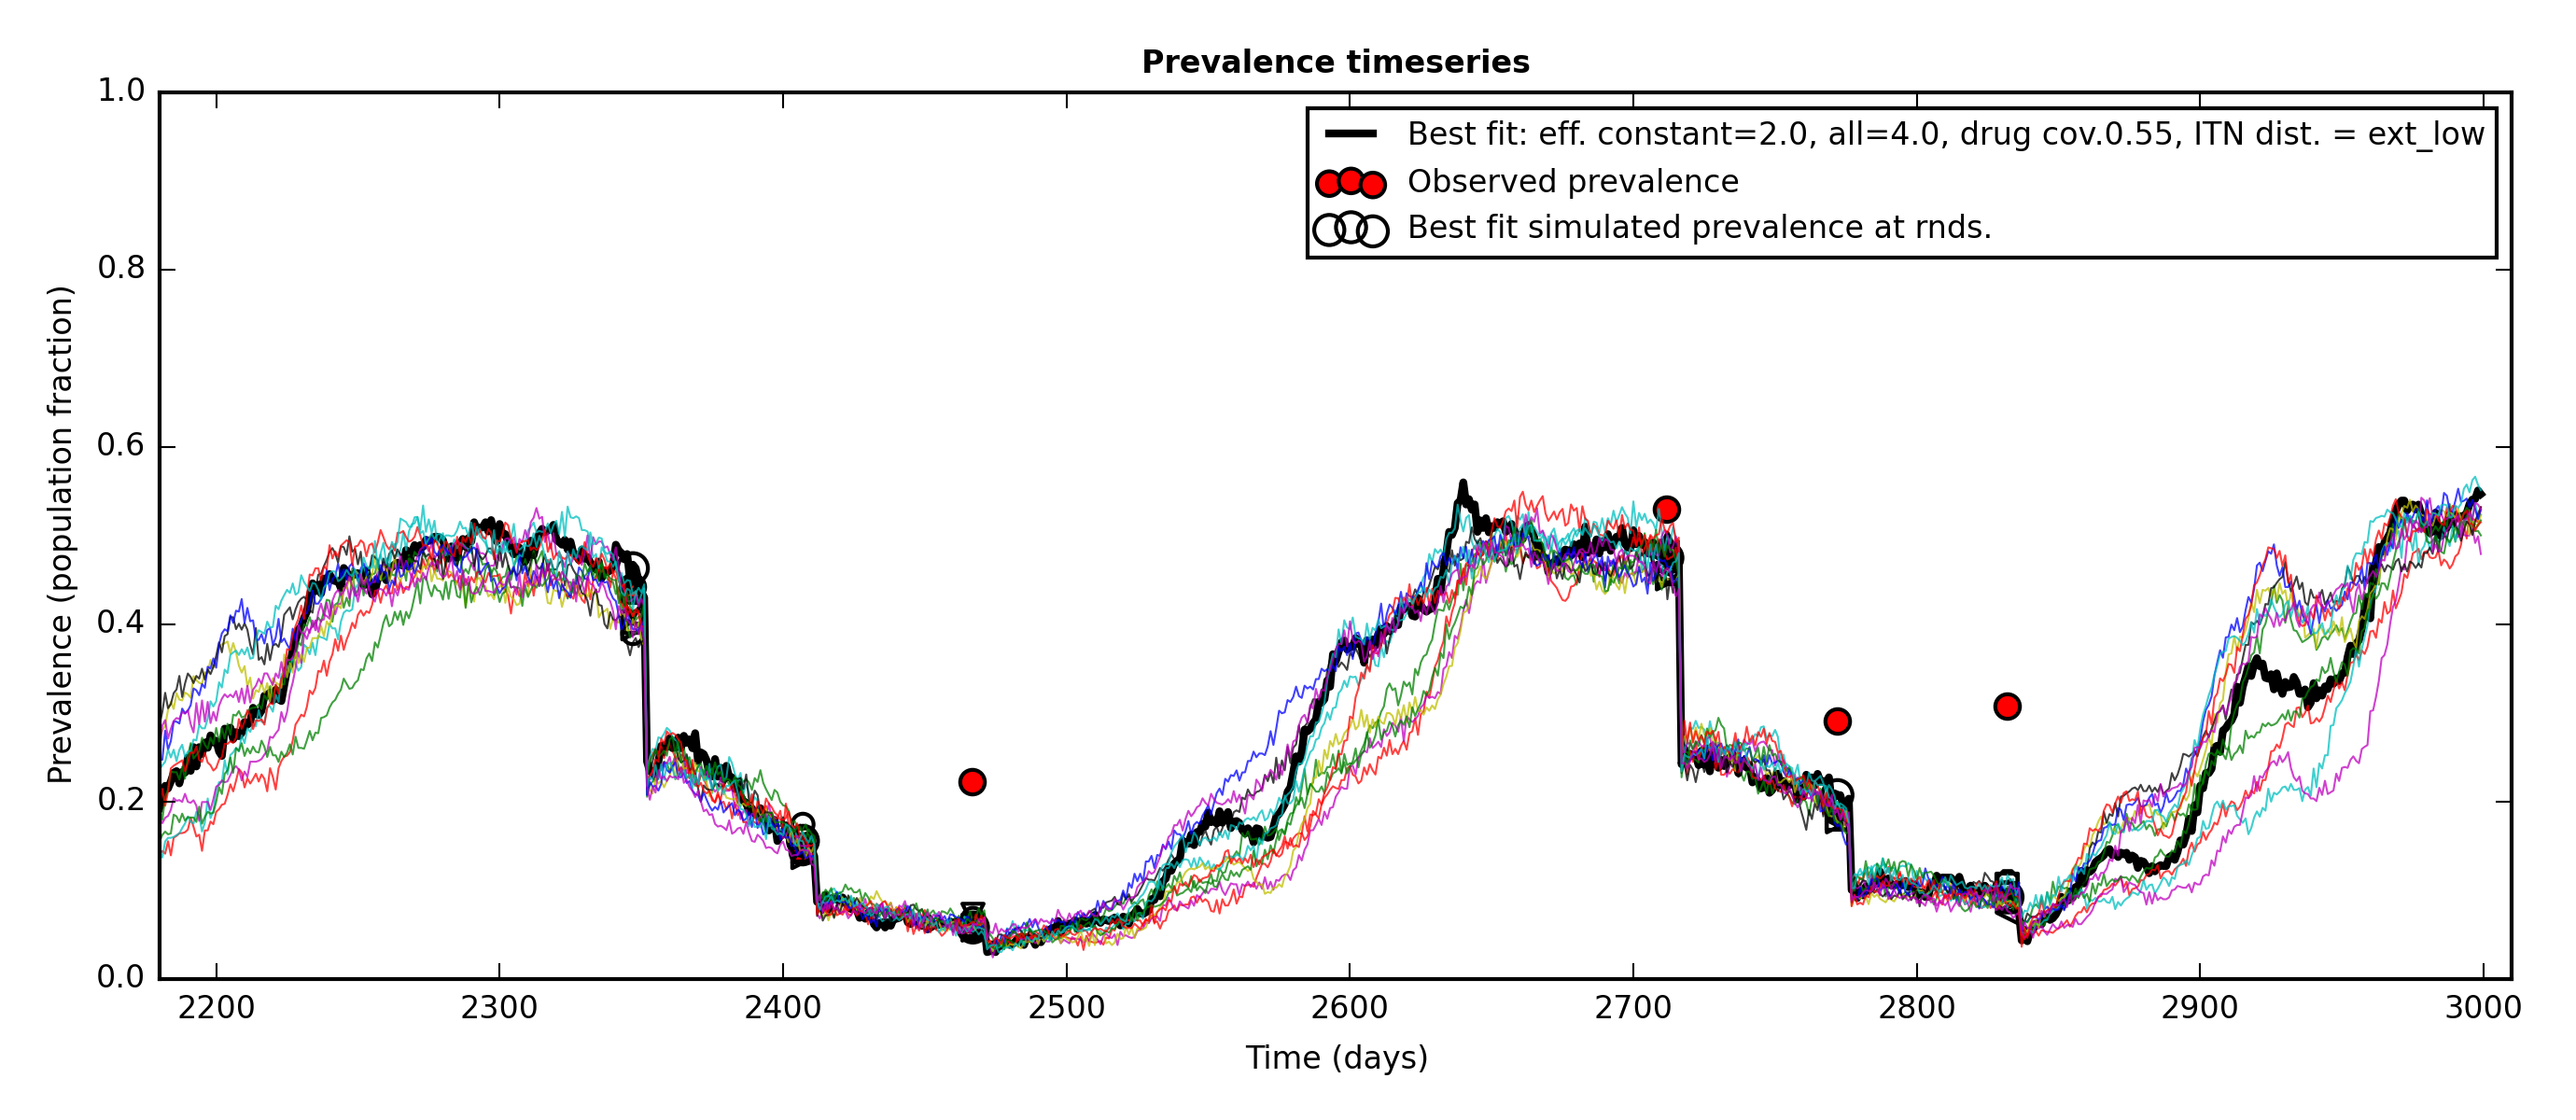 Prevalence timeseries
1.0
0.8
0.6
0.4
0.2
0.0
Prevalence (population fraction)
Best fit: eff. constant=2.0, all=4.0, drug cov.0.55, ITN dist. = ext_low
Observed prevalence
Best fit simulated prevalence at rnds.
2200 2300 2400 2500 2600 2700 2800 2900 3000
Time (days)